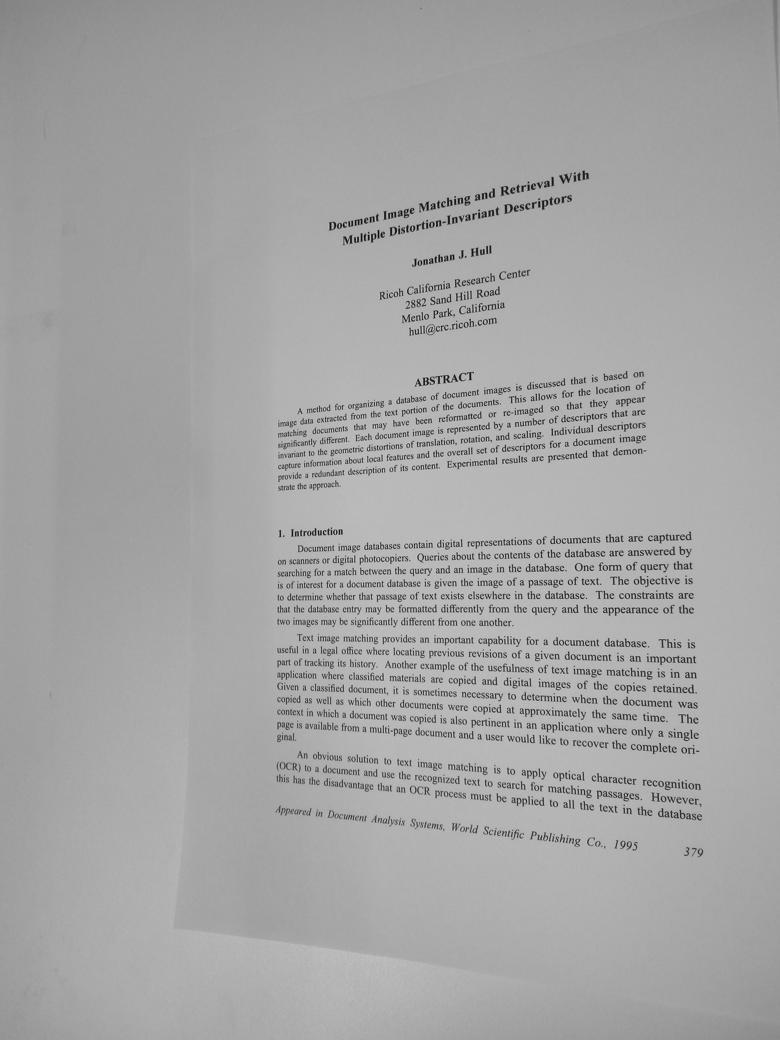 Document Image Matching and Retrieval With
Multiple Distortion-Invariant Descriptors
Jonathan J. Hull
Ricoh California Research Center
2882 Sand Hill Road
Menlo Park, California
hull@crc.ricoh.com
ABSTRACT
A method for organizing a database of document images is discussed that is based on
image data extracted from the text portion of the documents. This allows for the location of
matching documents that may have been reformatted or re-imaged so that they appear
significantly different. Each document image is represented by a number of descriptors that are
invariant to the geometric distortions of translation, rotation, and scaling. Individual descriptors
capture information about local features and the overall set of descriptors for a document image
provide a redundant description of its content. Experimental results are presented that demon-
strate the approach.
1. Introduction
Document image databases contain digital representations of documents that are captured
on scanners or digital photocopiers. Queries about the contents of the database are answered by
searching for a match between the query and an image in the database. One form of query that
is of interest for a document database is given the image of a passage of text. The objective is
to determine whether that passage of text exists elsewhere in the database. The constraints are
that the database entry may be formatted differently from the query and the appearance of the
two images may be significantly different from one another.
Text image matching provides an important capability for a document database. This is
useful in a legal office where locating previous revisions of a given document is an important
part of tracking its history. Another example of the usefulness of text image matching is in an
application where classified materials are copied and digital images of the copies retained.
Given a classified document, it is sometimes necessary to determine when the document was
copied as well as which other documents were copied at approximately the same time. The
context in which a document was copied is also pertinent in an application where only a single
page is available from a multi-page document and a user would like to recover the complete ori-
ginal.
An obvious solution to text image matching is to apply optical character recognition
(OCR) to a document and use the recognized text to search for matching passages. However,
this has the disadvantage that an OCR process must be applied to all the text in the database
Appeared in Document Analysis Systems, World Scientific Publishing Co., 1995
379